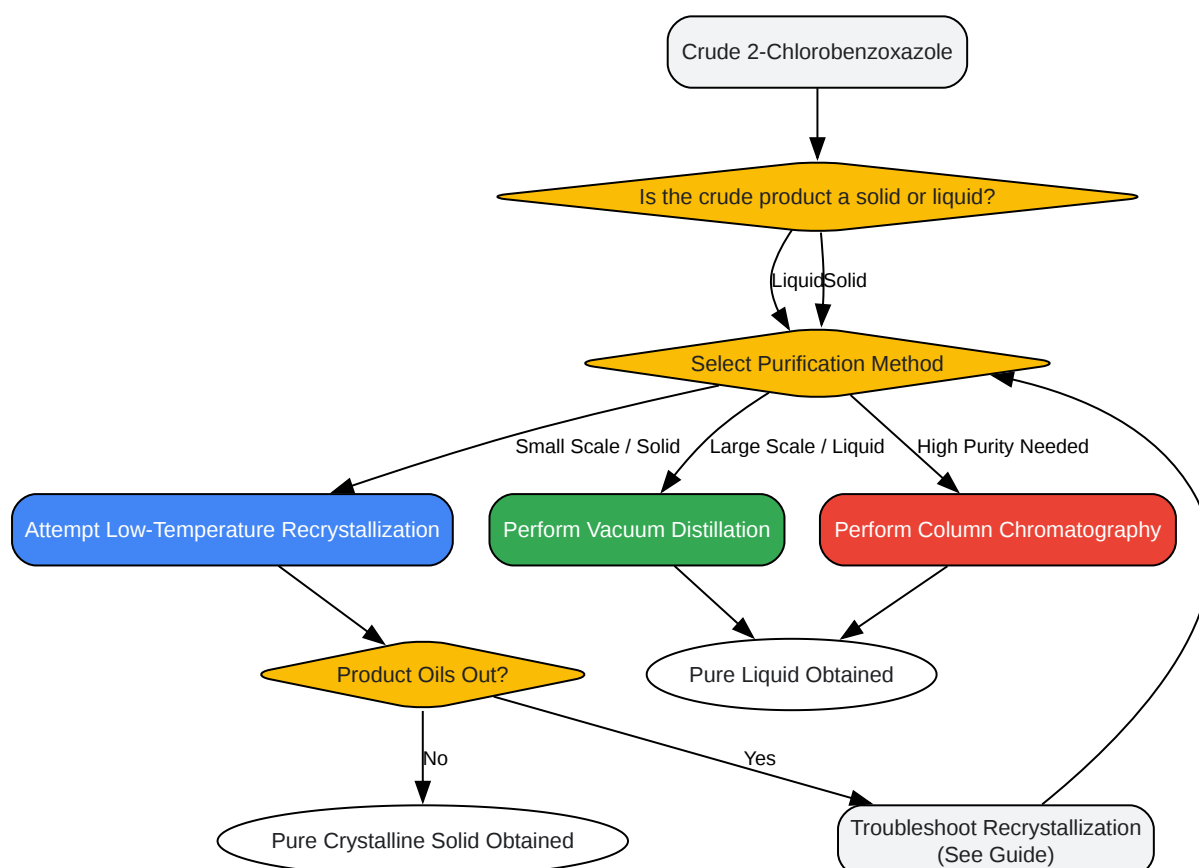 Crude 2-Chlorobenzoxazole
Is the crude product a solid or liquid?
Liquid
Solid
Select Purification Method
Small Scale / Solid
Large Scale / Liquid
High Purity Needed
Attempt Low-Temperature Recrystallization
Perform Vacuum Distillation
Perform Column Chromatography
Product Oils Out?
Pure Liquid Obtained
No
Yes
Pure Crystalline Solid Obtained
Troubleshoot Recrystallization
(See Guide)